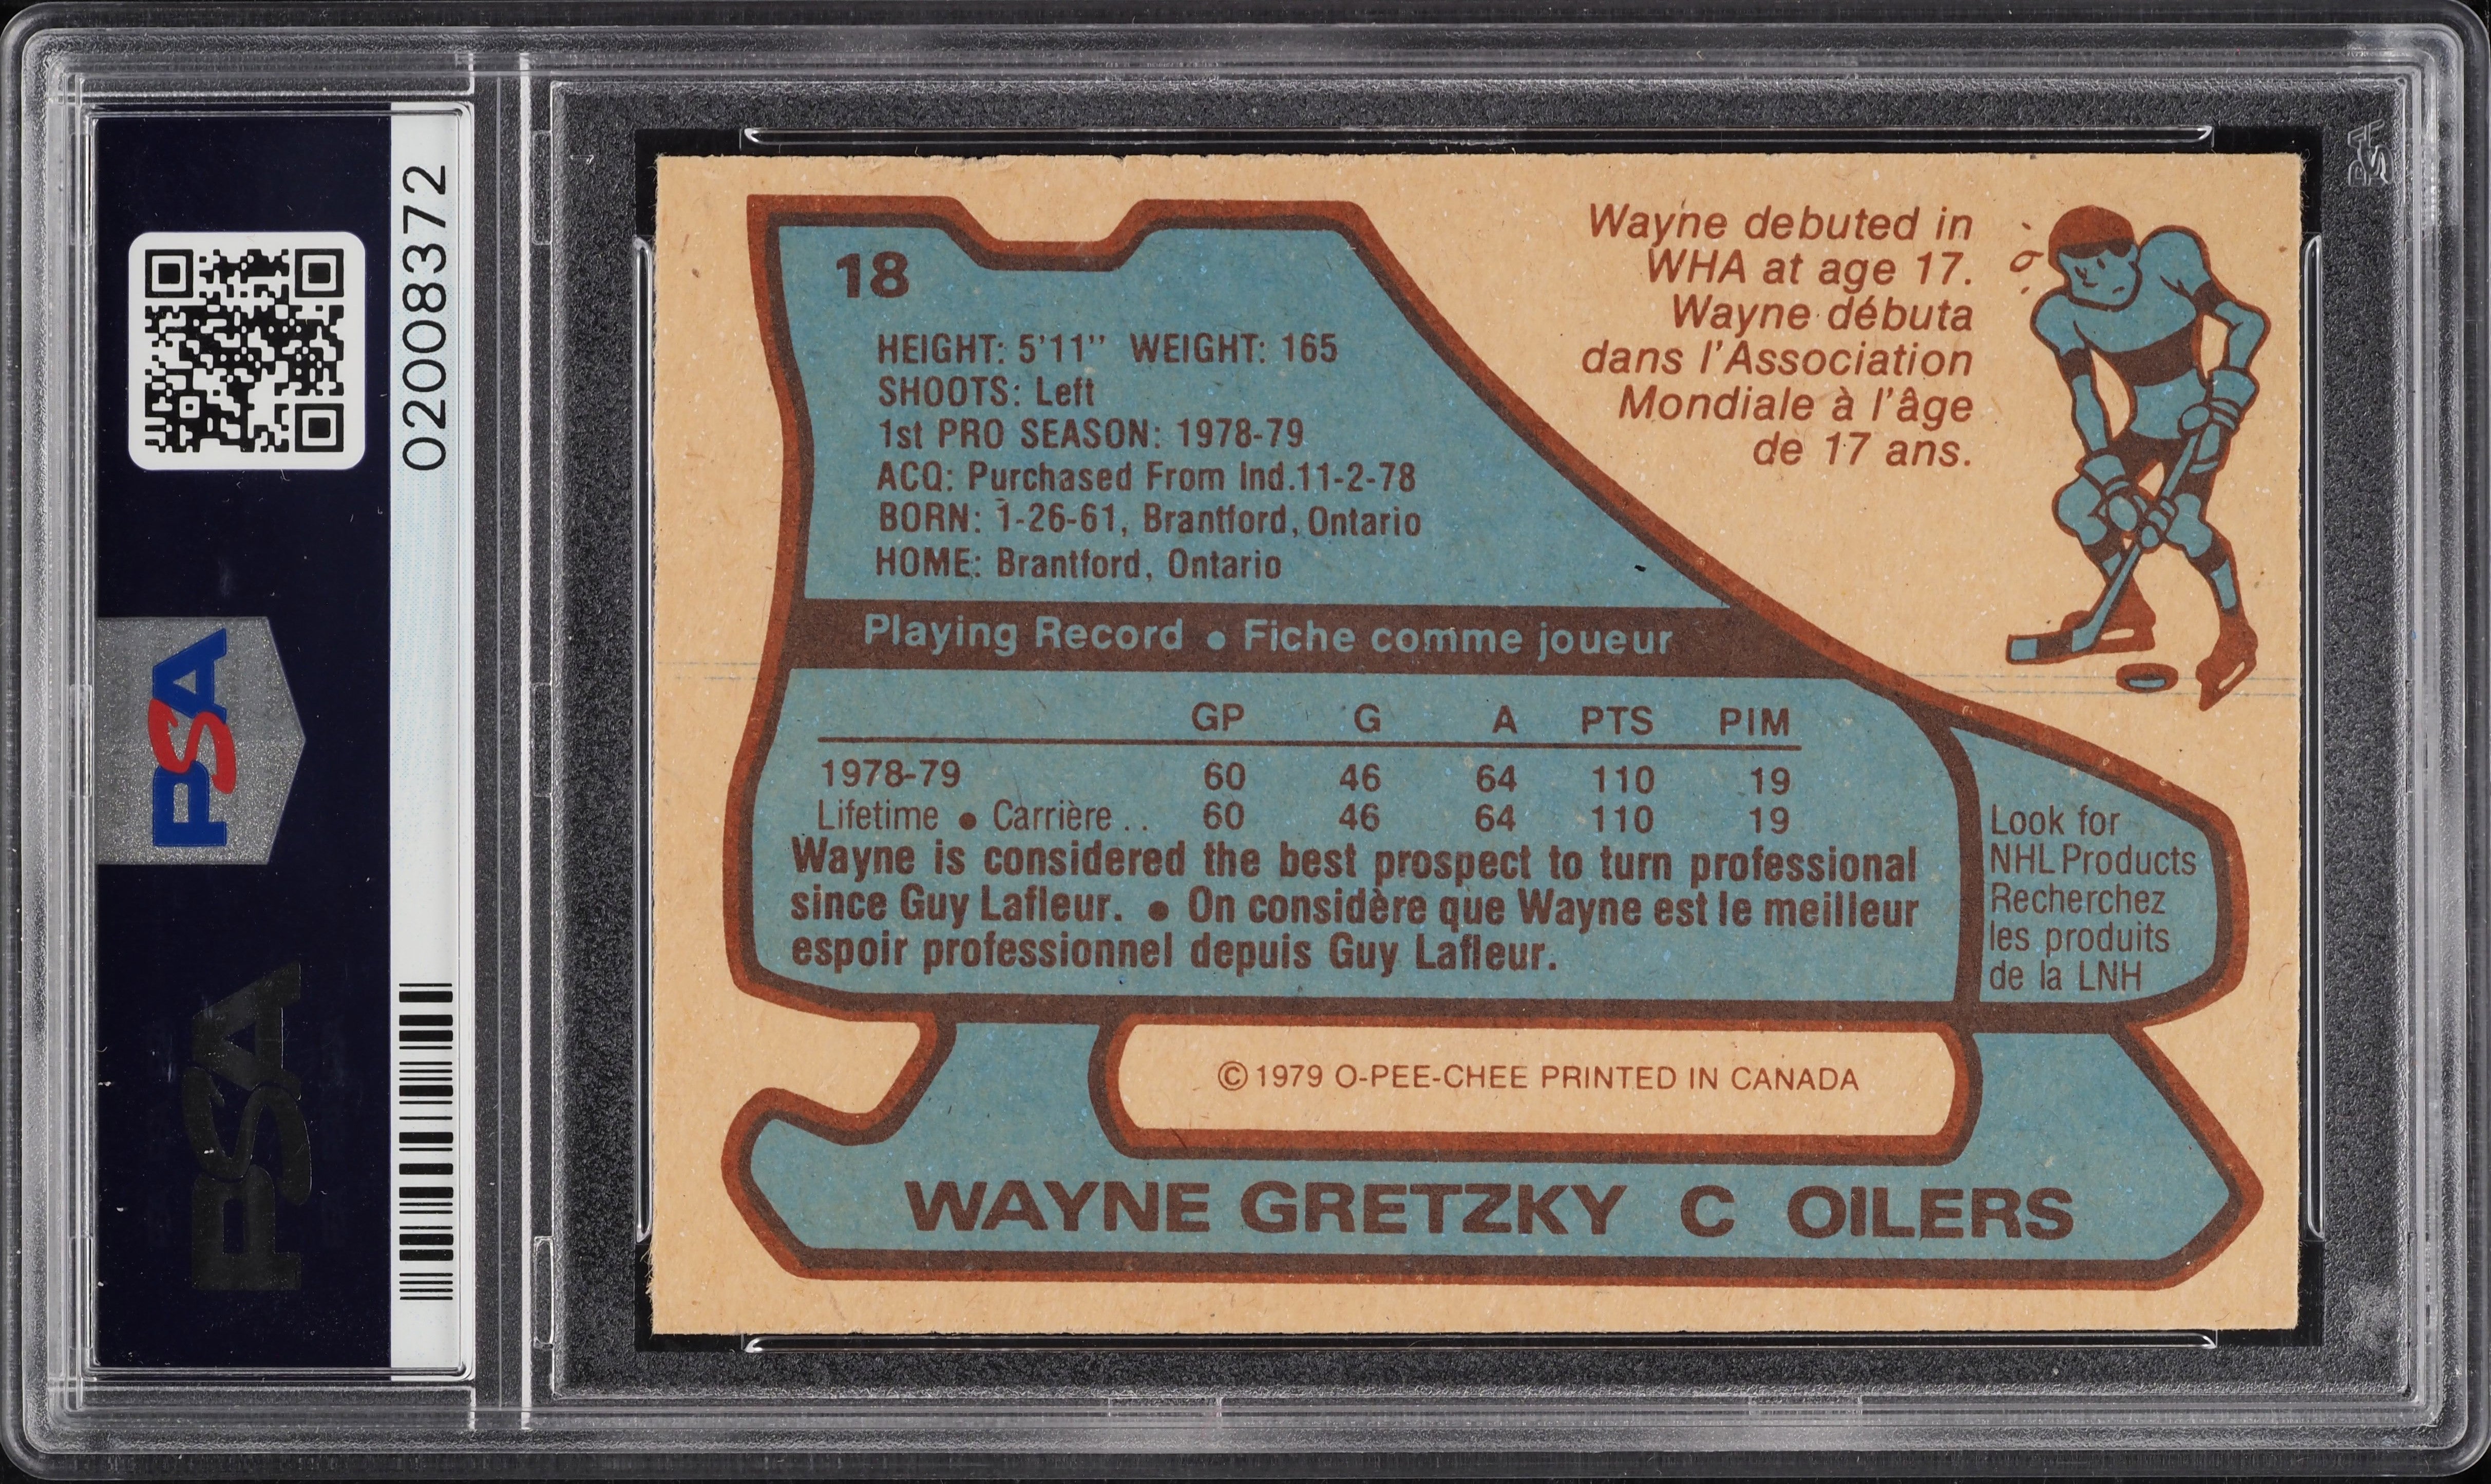 02008372
PSA
PSA
18
HEIGHT: 5'11" WEIGHT: 165
SHOOTS: Left
1st PRO SEASON: 1978-79
ACQ: Purchased From Ind.11-2-78
BORN: 1-26-61, Brantford, Ontario
HOME: Brantford, Ontario
Wayne debuted in
WHA at age 17.
Wayne débuta
dans l'Association
Mondiale à l'âge
de 17 ans.
Playing Record • Fiche comme joueur
GP G A PTS PIM
1978-79 60 46 64 110 19
Lifetime • Carrière .. 60 46 64 110 19
Wayne is considered the best prospect to turn professional
since Guy Lafleur. • On considère que Wayne est le meilleur
espoir professionnel depuis Guy Lafleur.
Look for
NHL Products
Recherchez
les produits
de la LNH
©1979 O-PEE-CHEE PRINTED IN CANADA
WAYNE GRETZKY C OILERS
PSA